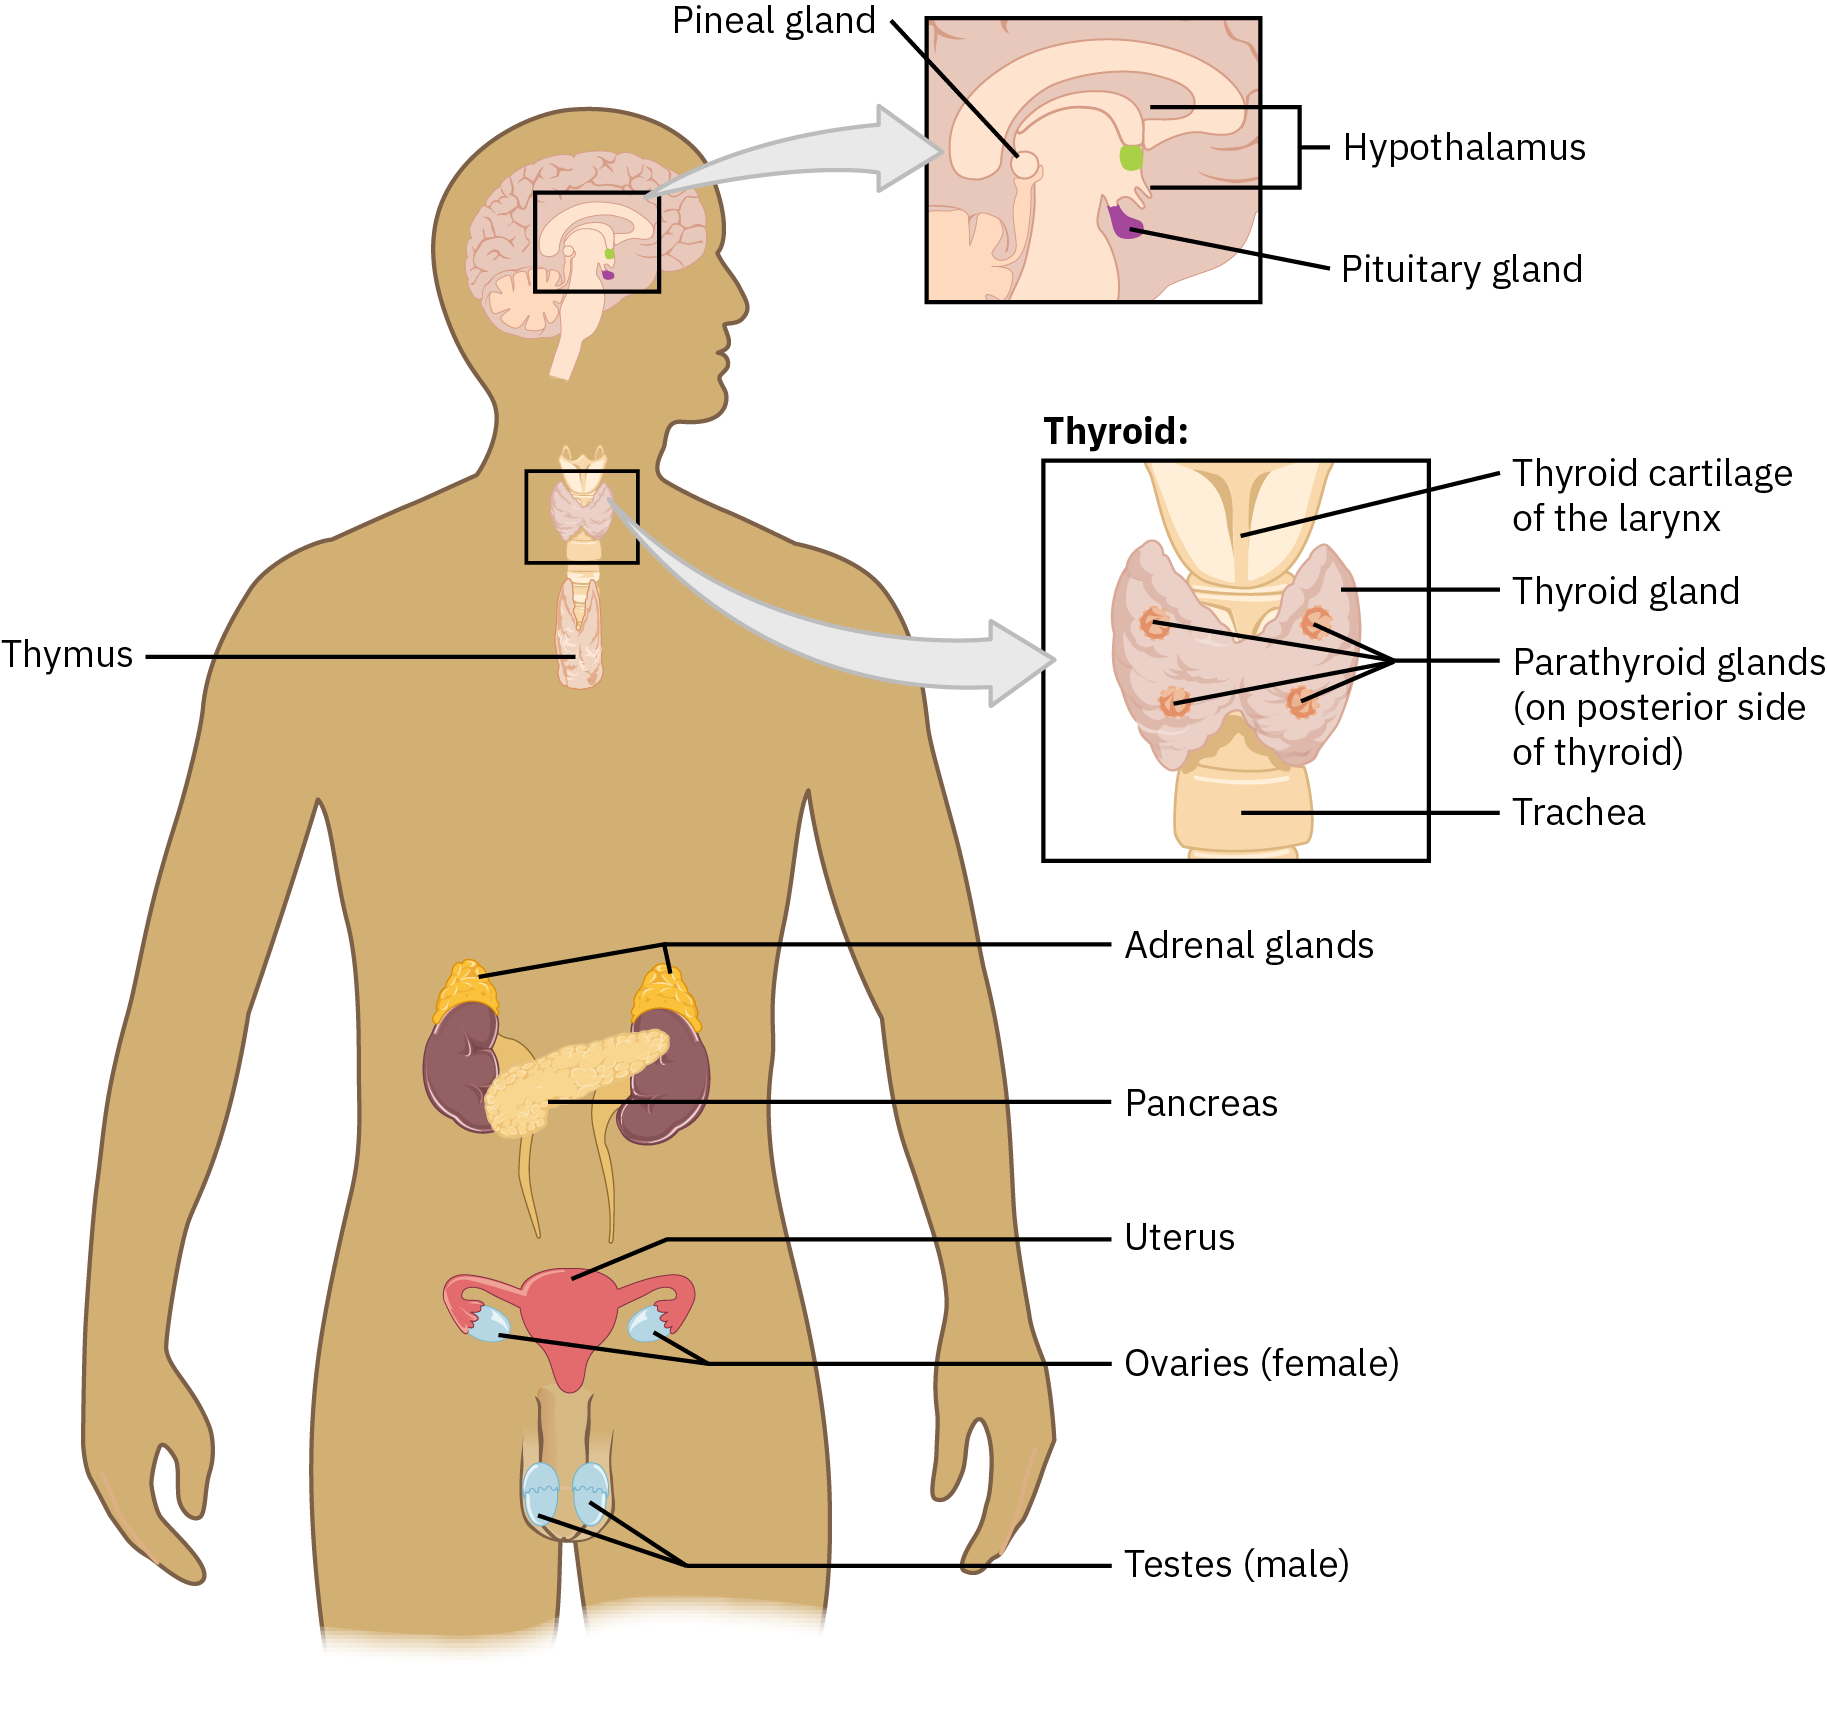 Pineal gland
Hypothalamus
Pituitary gland
Thyroid:
Thyroid cartilage
of the larynx
Thyroid gland
Thymus
Parathyroid glands
(on posterior side
of thyroid)
Trachea
Adrenal glands
Pancreas
Uterus
Ovaries (female)
Testes (male)